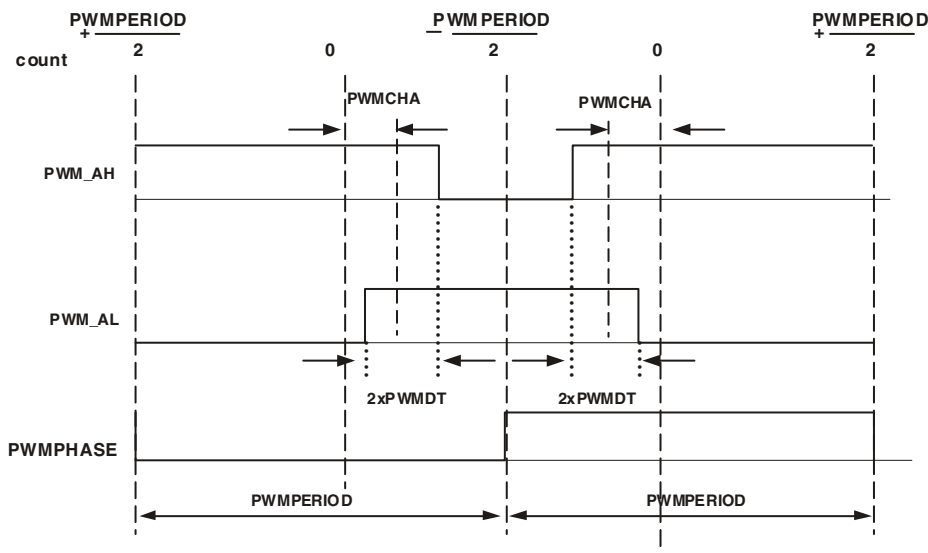 PWMPERIOD PWMPERIOD PWMPERIOD
+ − +
2 0 2 0 2
count
PWMCHA PWMCHA
PWM_AH
PWM_AL
2xPWMDT 2xPWMDT
PWMPHASE
PWMPERIOD PWMPERIOD